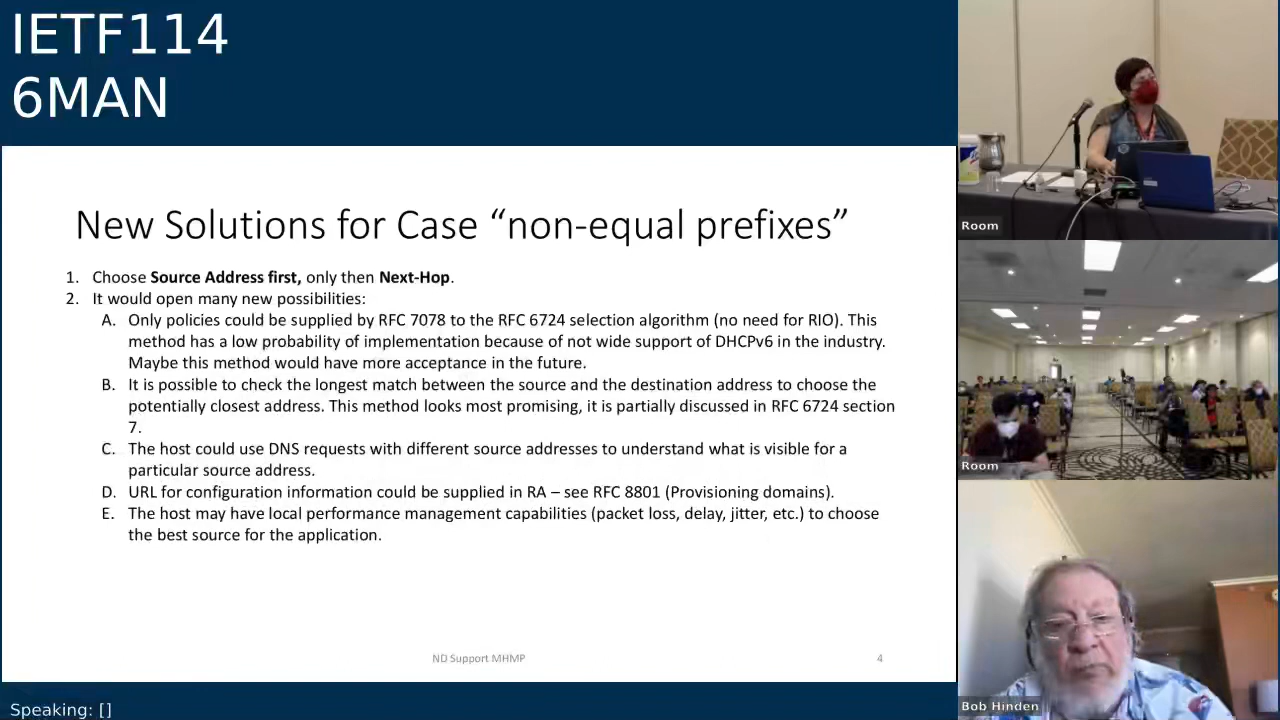 IETF114
6MAN
New Solutions for Case “non-equal prefixes”
1. Choose Source Address first, only then Next-Hop.
2. It would open many new possibilities:
A. Only policies could be supplied by RFC 7078 to the RFC 6724 selection algorithm (no need for RIO). This
method has a low probability of implementation because of not wide support of DHCPv6 in the industry.
Maybe this method would have more acceptance in the future.
B. It is possible to check the longest match between the source and the destination address to choose the
potentially closest address. This method looks most promising, it is partially discussed in RFC 6724 section
7.
C. The host could use DNS requests with different source addresses to understand what is visible for a
particular source address.
D. URL for configuration information could be supplied in RA – see RFC 8801 (Provisioning domains).
E. The host may have local performance management capabilities (packet loss, delay, jitter, etc.) to choose
the best source for the application.
ND Support MHMP 4
Speaking: []
Room
Room
Bob Hinden